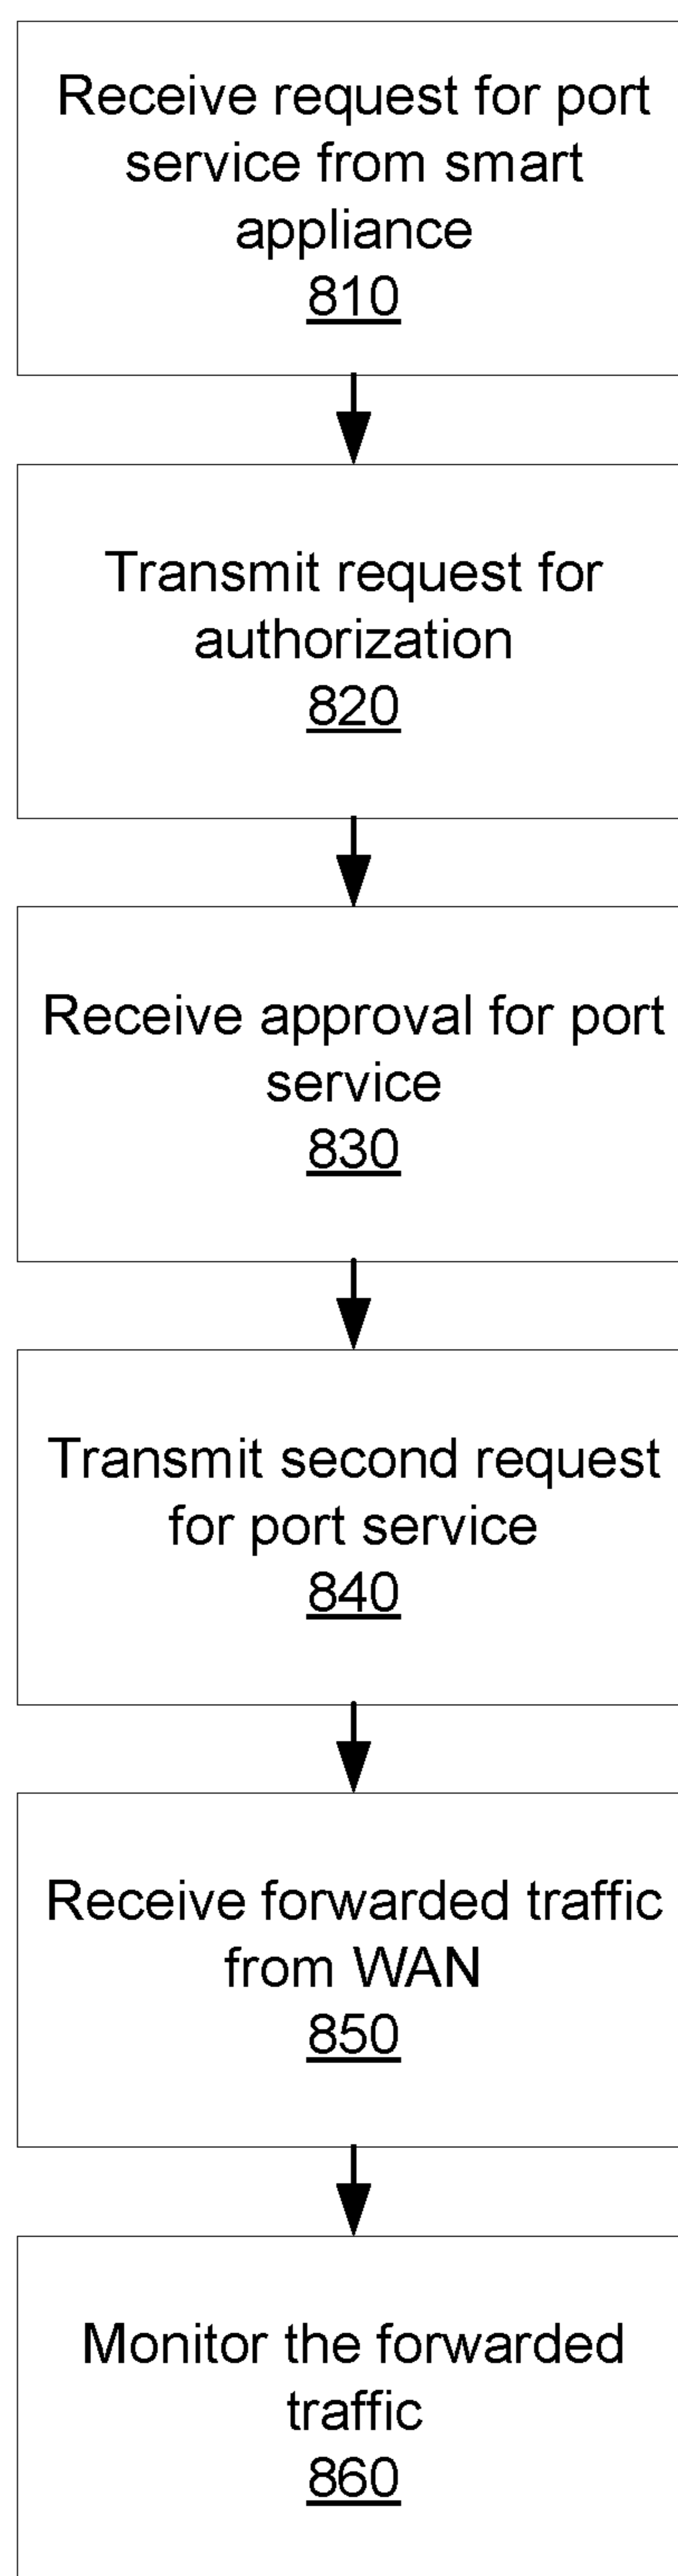 Receive request for port
service from smart
appliance
810
Transmit request for
authorization
820
Receive approval for port
service
830
Transmit second request
for port service
840
Receive forwarded traffic
from WAN
850
Monitor the forwarded
traffic
860